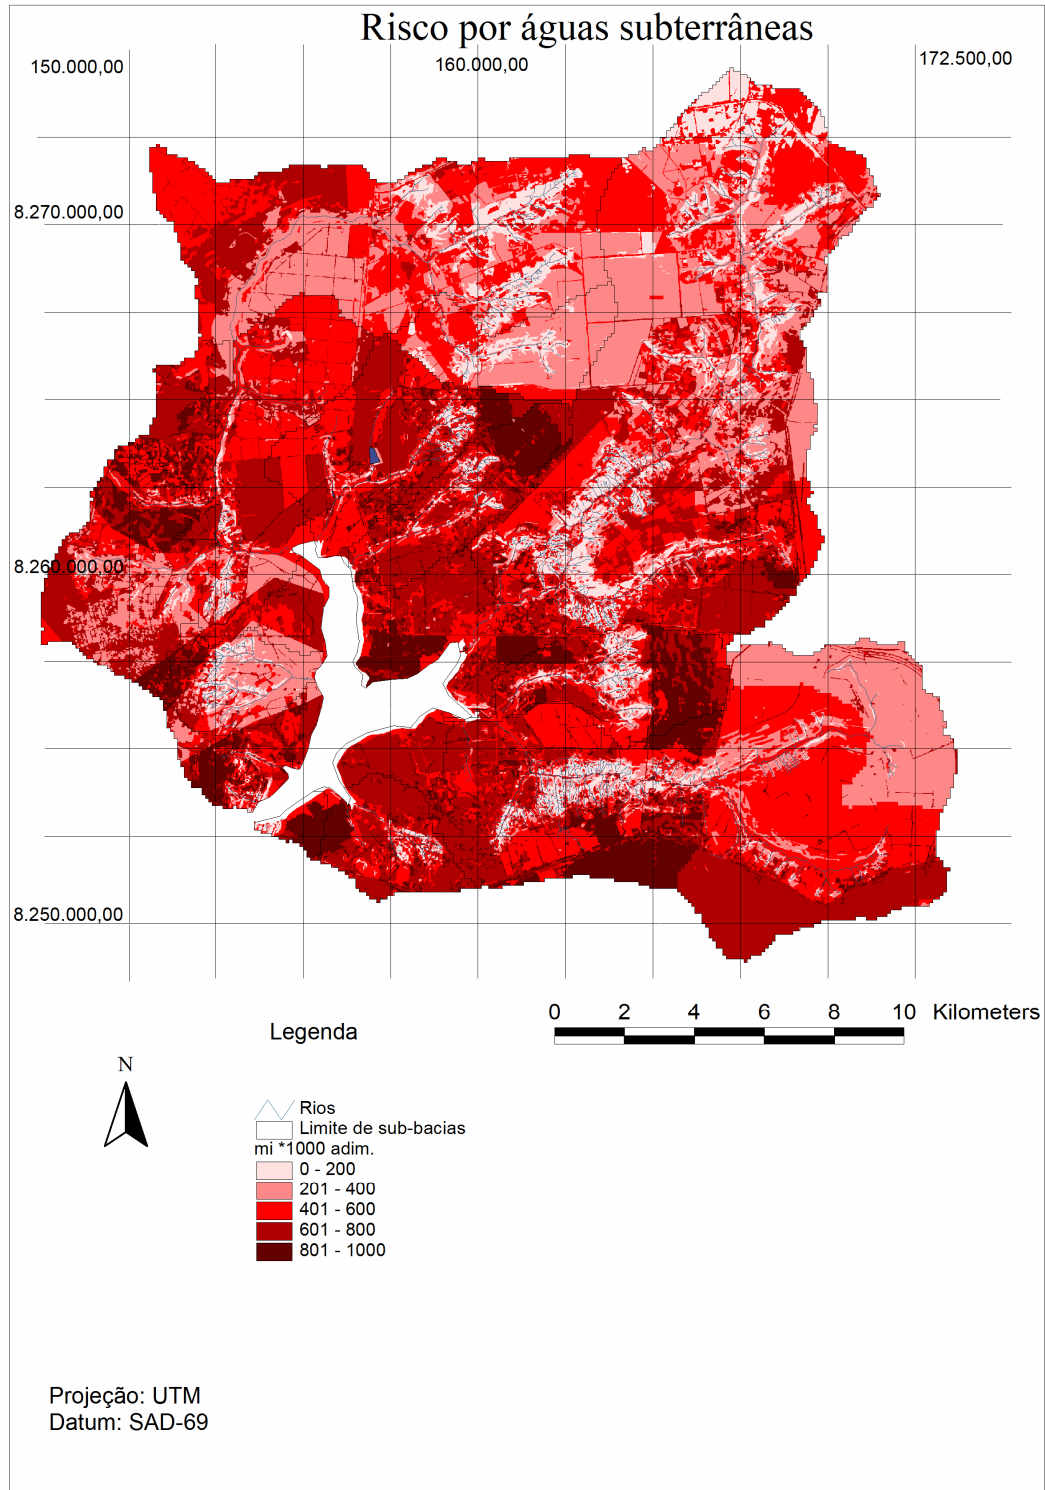 Risco por águas subterrâneas
150.000,00
160.000,00
172.500,00
8.270.000,00
8.260.000,00
8.250.000,00
0 2 4 6 8 10 Kilometers
Legenda
N
Rios
Limite de sub-bacias
mi *1000 adim.
0 - 200
201 - 400
401 - 600
601 - 800
801 - 1000
Projeção: UTM
Datum: SAD-69